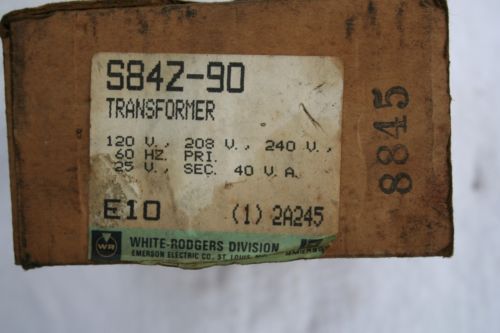 S84Z-90
TRANSFORMER
120 V., 208 V., 240 V.,
60 HZ. PRI.
25 V., SEC. 40 V.A.
E10 (1) 2A245
WR
WHITE-RODGERS DIVISION
EMERSON ELECTRIC CO., ST. LOUIS,
8845